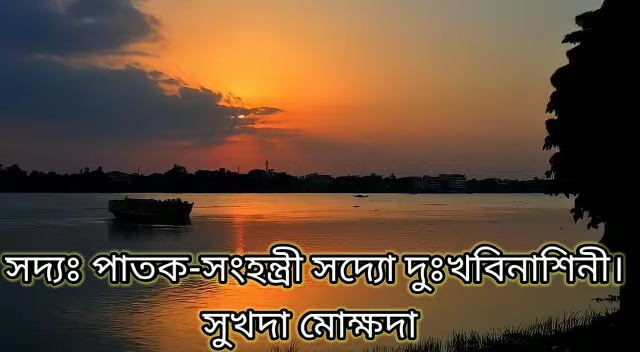 সদ্যঃ পাতক-সংহন্ত্রী সদ্যো দুঃখবিনাশিনী।
সুখদা মোক্ষদা